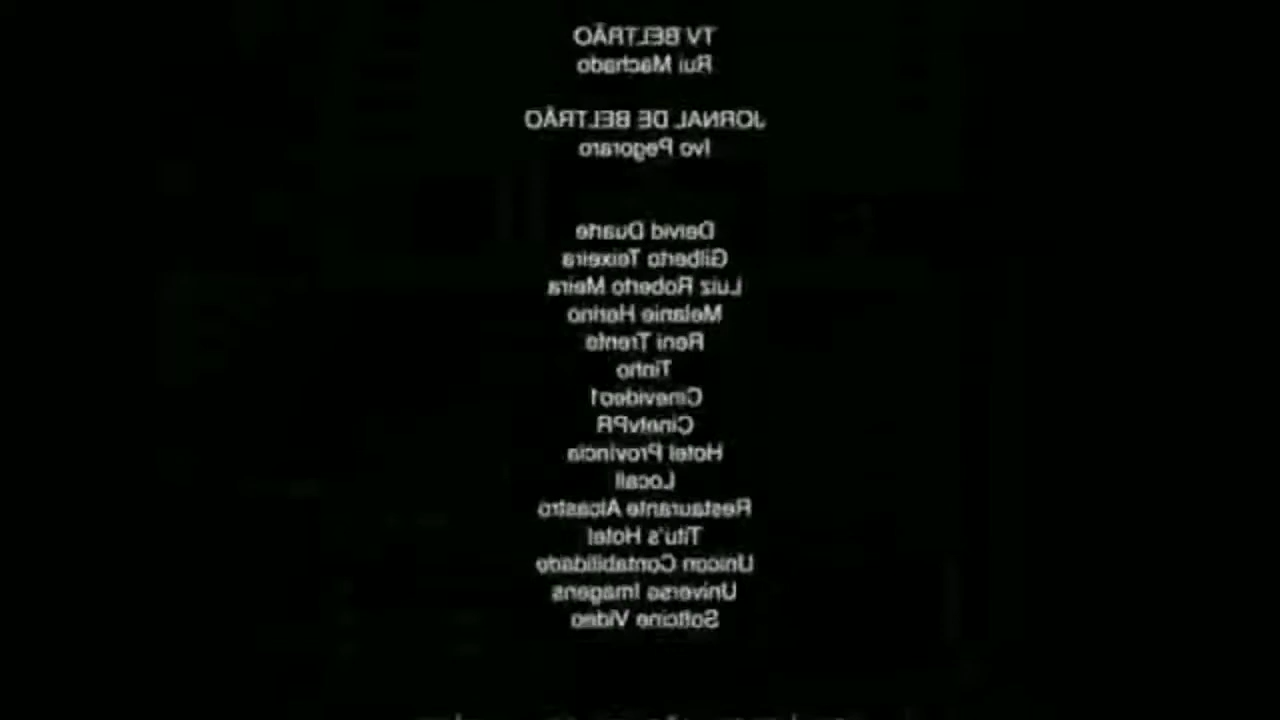 TV BELTRÃO
Rui Machado
JORNAL DE BELTRÃO
Ivo Pegoraro
Deivid Duarte
Gilberto Teixeira
Luiz Roberto Meira
Melanie Herino
Reni Trento
Tinho
Cinevideo1
CinetvPR
Hotel Província
Locall
Restaurante Alcastro
Titu's Hotel
Unicon Contabilidade
Universo Imagens
Softcine Video